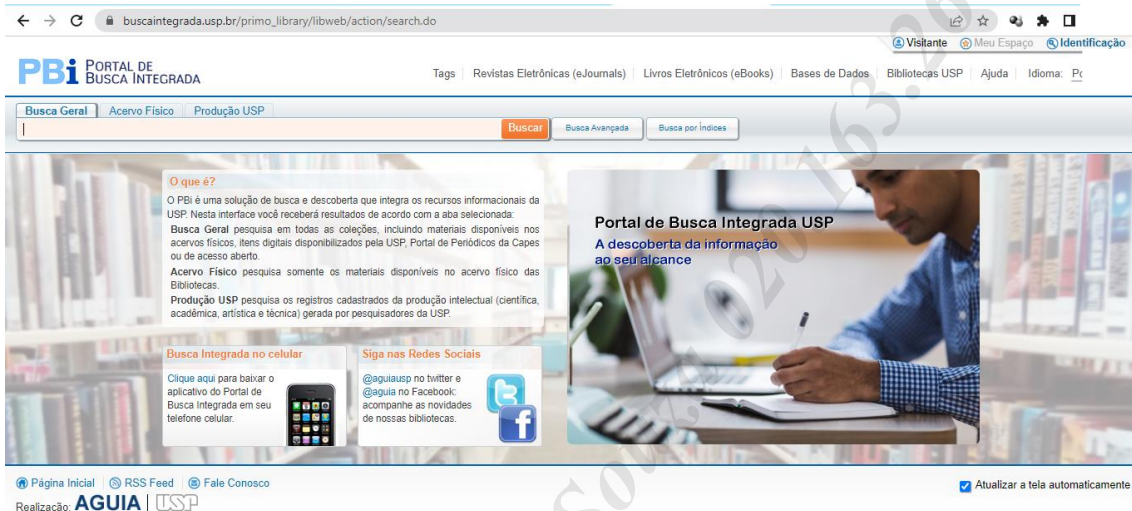 buscaintegrada.usp.br/primo_library/libweb/action/search.do
Visitante Meu Espaço Identificação
PBi PORTAL DE BUSCA INTEGRADA
Tags Revistas Eletrônicas (eJournals) Livros Eletrônicos (eBooks) Bases de Dados Bibliotecas USP Ajuda Idioma:
Busca Geral Acervo Físico Produção USP
Buscar Busca Avançada Busca por Índices
O que é?
O PBi é uma solução de busca e descoberta que integra os recursos informacionais da
USP. Nesta interface você receberá resultados de acordo com a aba selecionada:
Busca Geral pesquisa em todas as coleções, incluindo materiais disponíveis nos
acervos físicos, itens digitais disponibilizados pela USP, Portal de Periódicos da Capes
ou de acesso aberto.
Acervo Físico pesquisa somente os materiais disponíveis no acervo físico das
Bibliotecas.
Produção USP pesquisa os registros cadastrados da produção intelectual (científica,
acadêmica, artística e técnica) gerada por pesquisadores da USP.
Portal de Busca Integrada USP
A descoberta da informação
ao seu alcance
Busca Integrada no celular
Clique aqui para baixar o
aplicativo do Portal de
Busca Integrada em seu
telefone celular.
Siga nas Redes Sociais
@aguiausp no twitter e
@aguia no Facebook:
acompanhe as novidades
de nossas bibliotecas.
Página Inicial RSS Feed Fale Conosco
Atualizar a tela automaticamente
Realização: AGUIA | USP